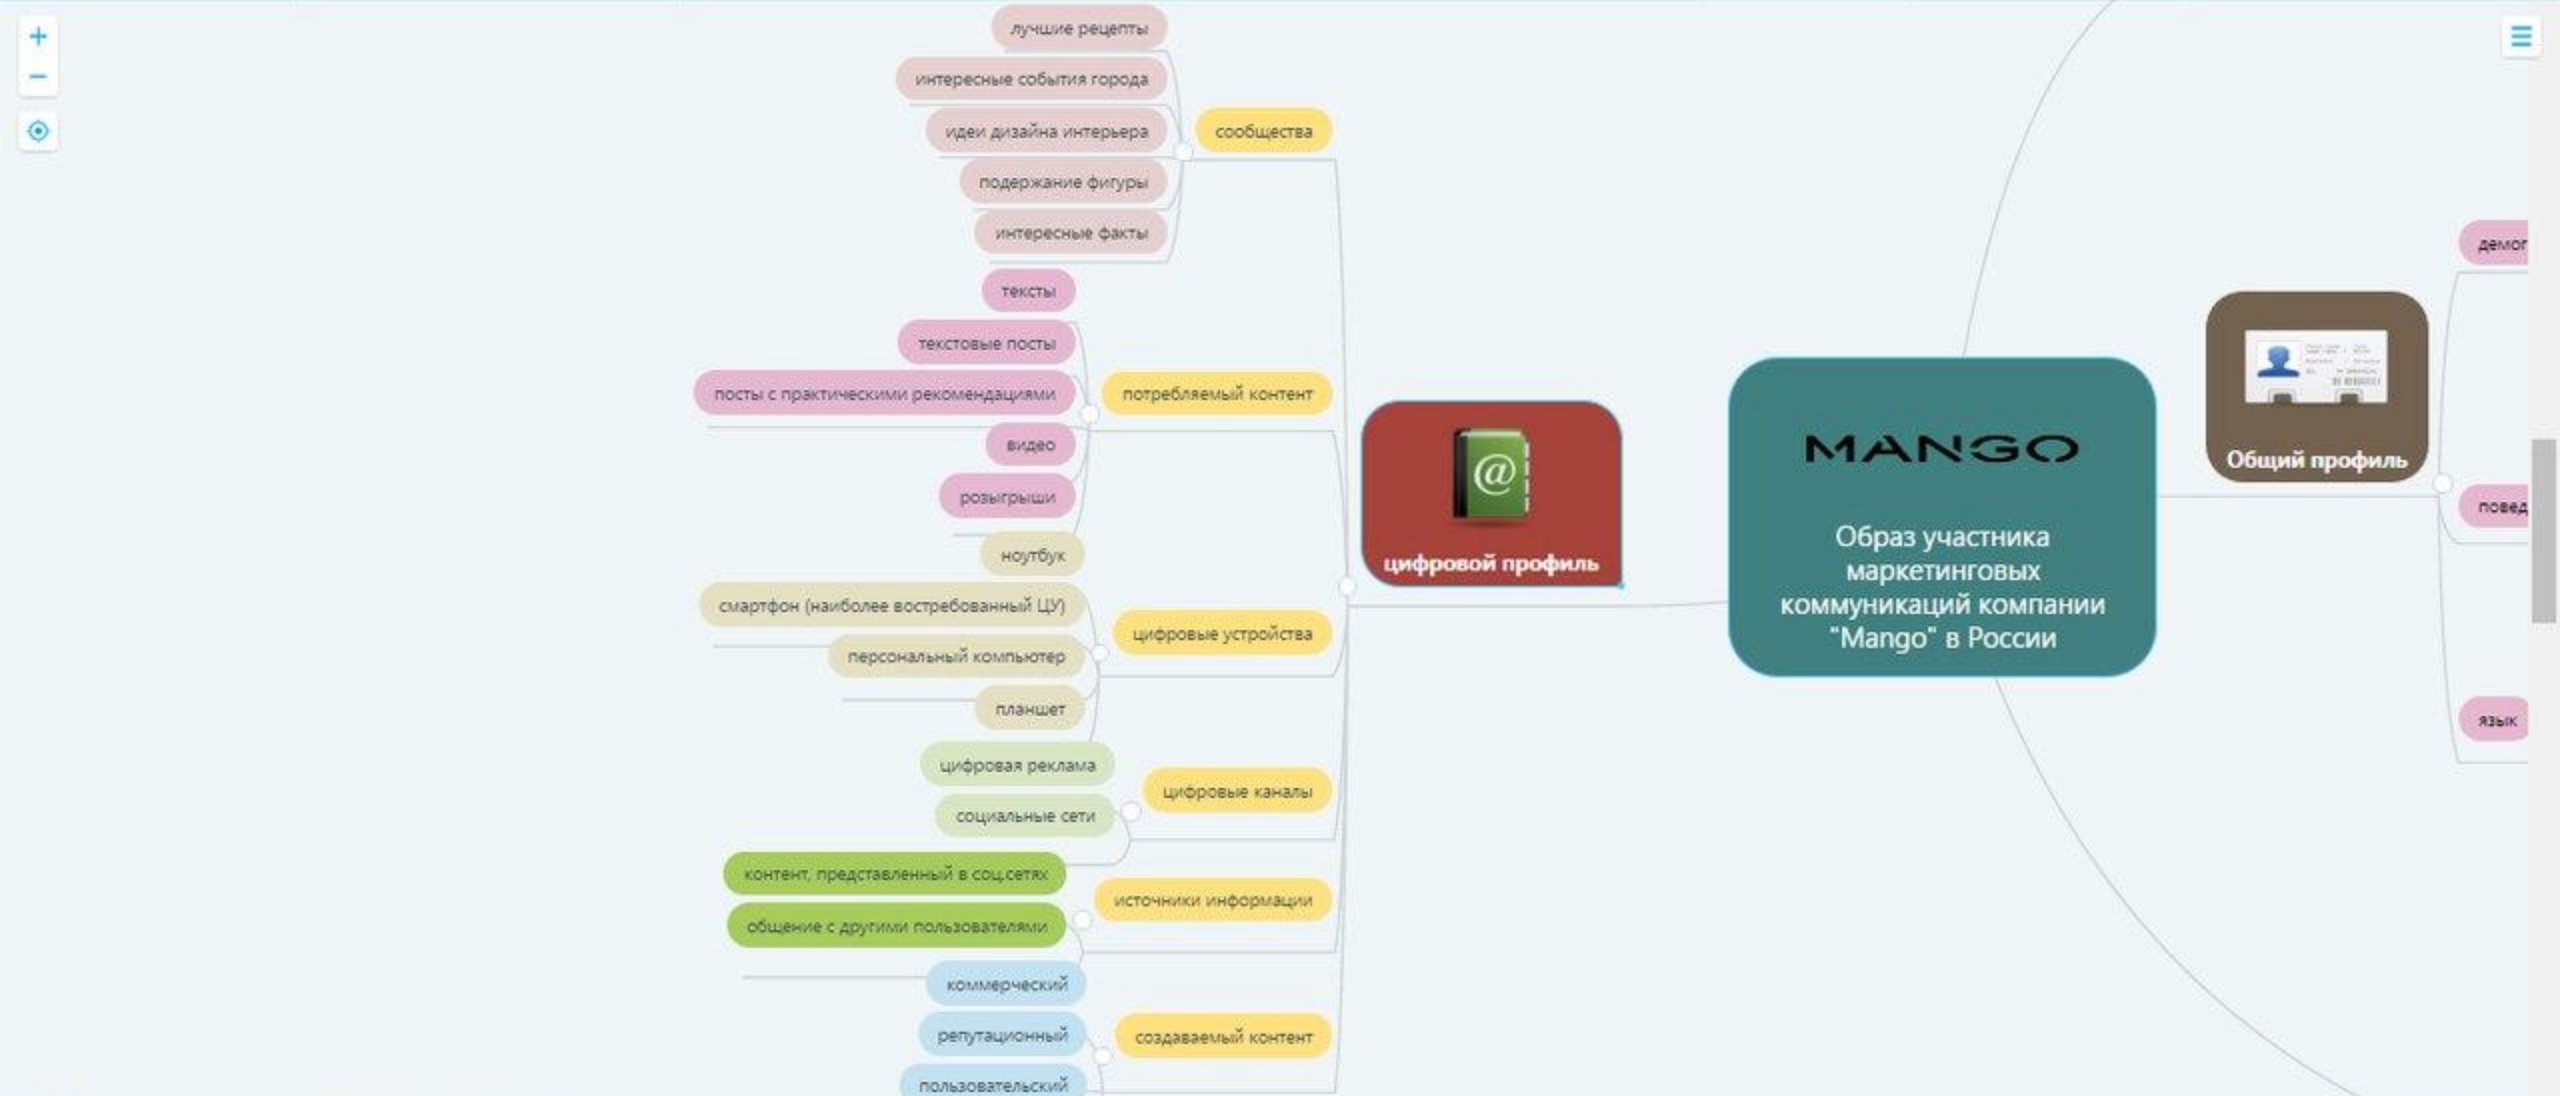 лучшие рецепты
интересные события города
идеи дизайна интерьера
подержание фигуры
интересные факты
сообщества
тексты
текстовые посты
посты с практическими рекомендациями
видео
розыгрыши
потребляемый контент
ноутбук
смартфон (наиболее востребованный ЦУ)
персональный компьютер
планшет
цифровые устройства
цифровая реклама
социальные сети
цифровые каналы
контент, представленный в соц.сетях
общение с другими пользователями
источники информации
коммерческий
репутационный
пользовательский
создаваемый контент
@
цифровой профиль
MANGO
Образ участника
маркетинговых
коммуникаций компании
"Mango" в России
Общий профиль
демог
повед
язык